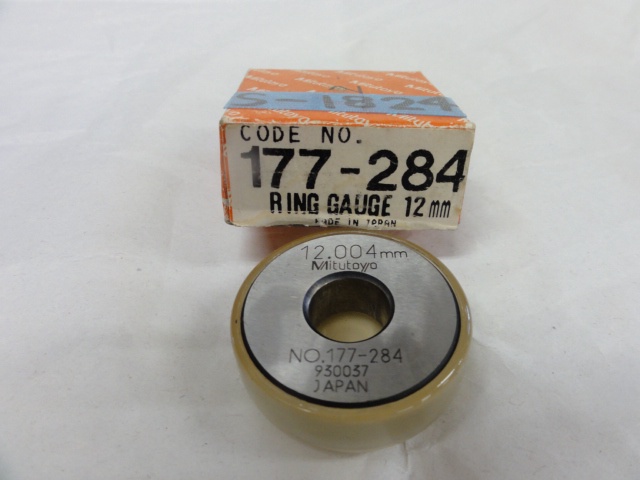 S-1824
CODE NO.
177-284
RING GAUGE 12mm
MADE IN JAPAN
12.004mm
Mitutoyo
NO.177-284
930037
JAPAN